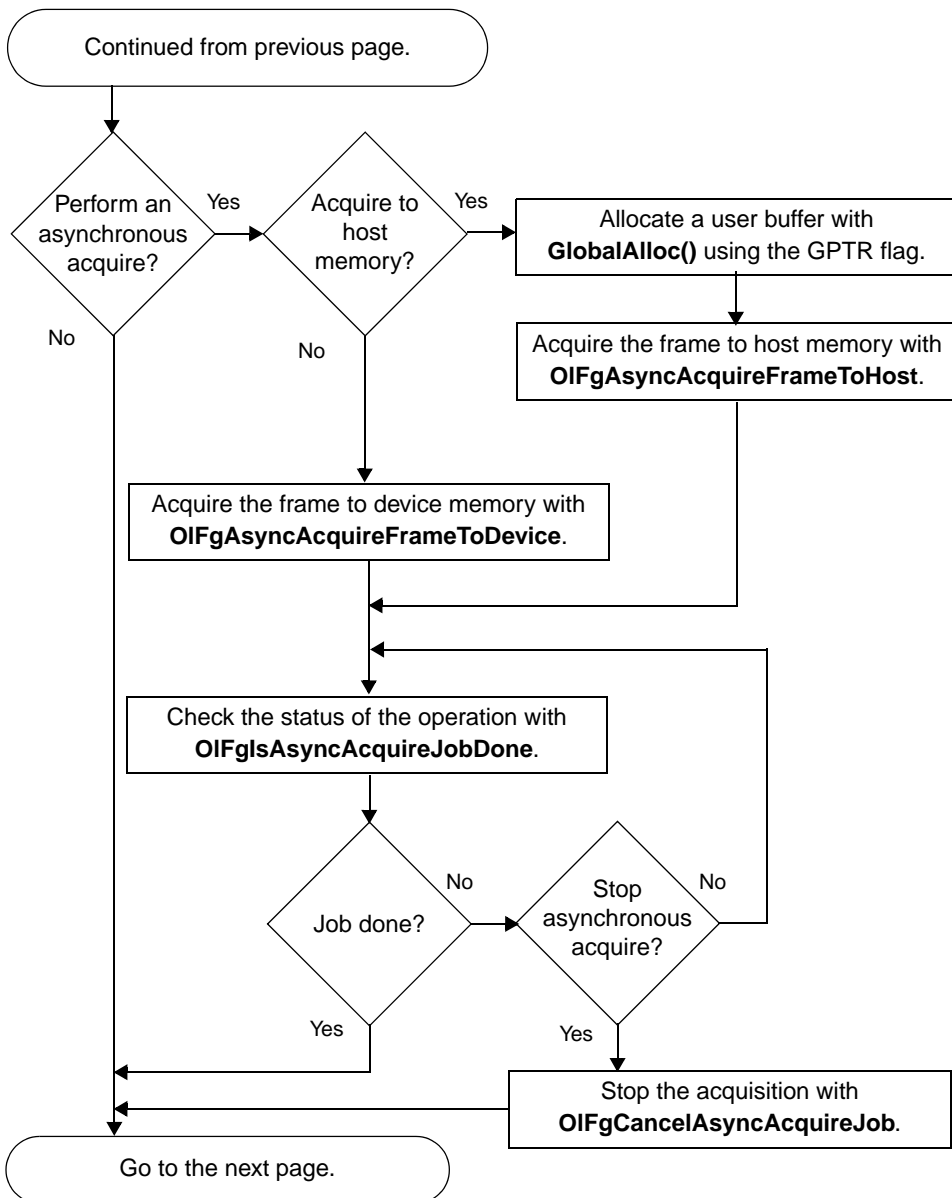 Continued from previous page.
Perform an
asynchronous
acquire?
Yes
No
Acquire to
host
memory?
Yes
No
Allocate a user buffer with
GlobalAlloc() using the GPTR flag.
Acquire the frame to host memory with
OlFgAsyncAcquireFrameToHost.
Acquire the frame to device memory with
OlFgAsyncAcquireFrameToDevice.
Check the status of the operation with
OlFgIsAsyncAcquireJobDone.
Job done?
No
Yes
Stop
asynchronous
acquire?
No
Yes
Stop the acquisition with
OlFgCancelAsyncAcquireJob.
Go to the next page.